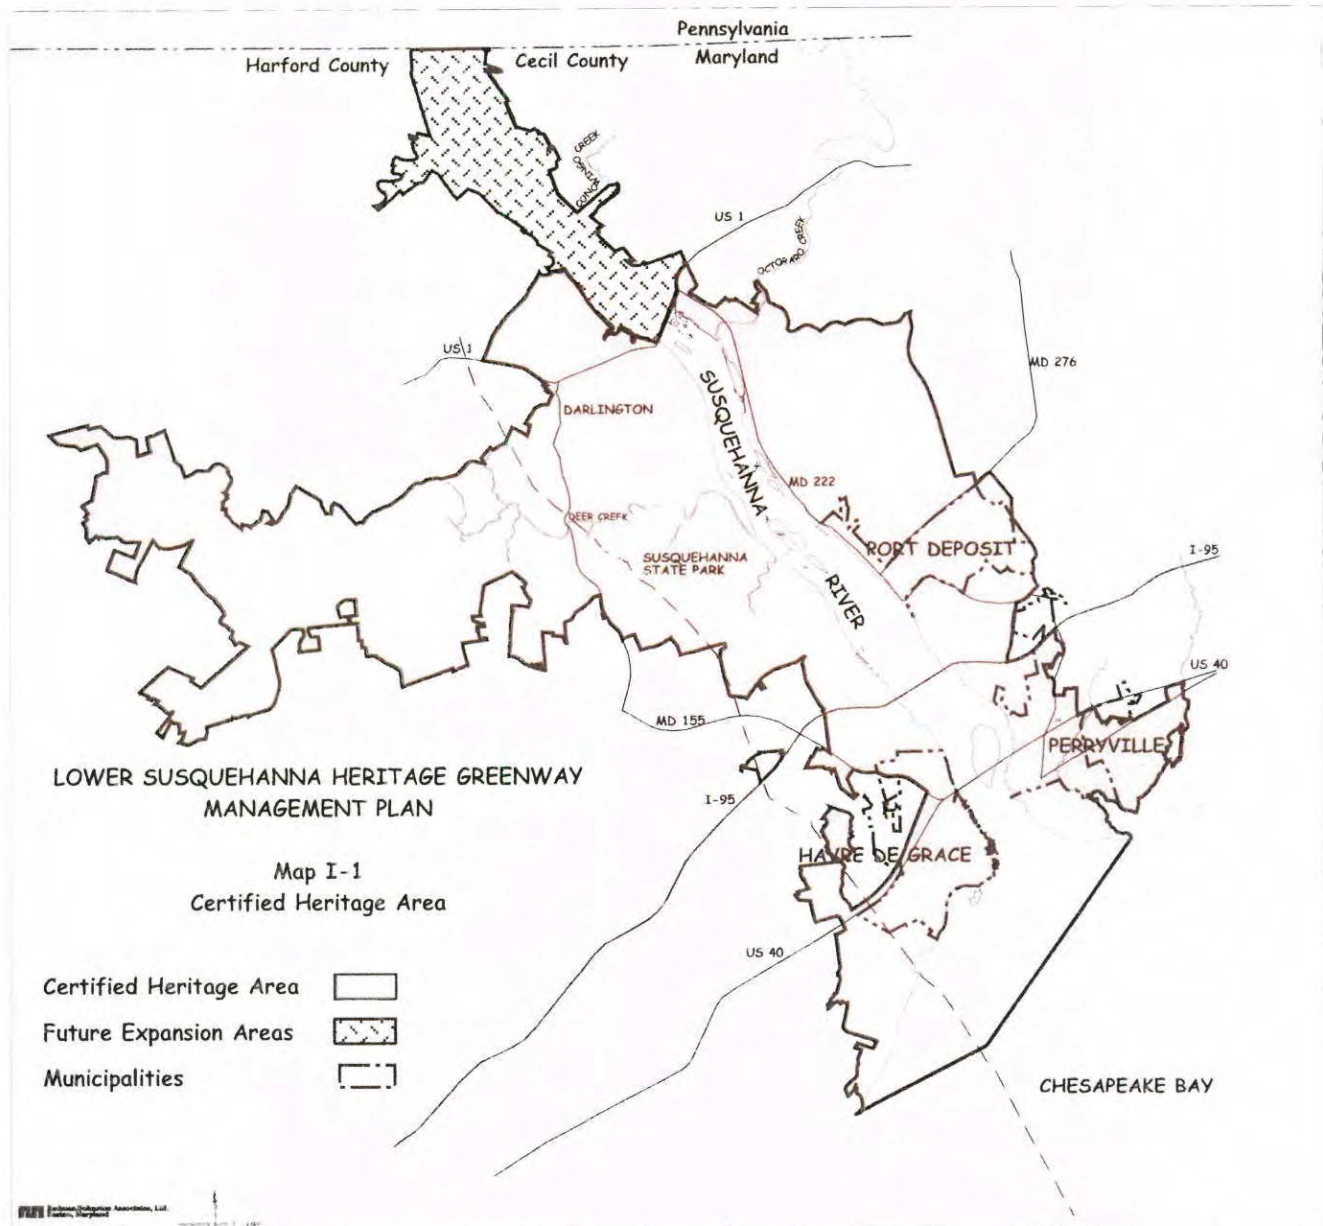 Pennsylvania
Harford County
Cecil County
Maryland
CREEK
CONOWINGO
US 1
OCTORARO CREEK
US 1
MD 276
SUSQUEHANNA
DARLINGTON
MD 222
DEER CREEK
PORT DEPOSIT
I-95
SUSQUEHANNA
STATE PARK
RIVER
US 40
MD 155
PERRYVILLE
LOWER SUSQUEHANNA HERITAGE GREENWAY
MANAGEMENT PLAN
I-95
HAVRE DE GRACE
Map I-1
Certified Heritage Area
US 40
Certified Heritage Area
Future Expansion Areas
Municipalities
CHESAPEAKE BAY
Associates, Ltd.
Maryland